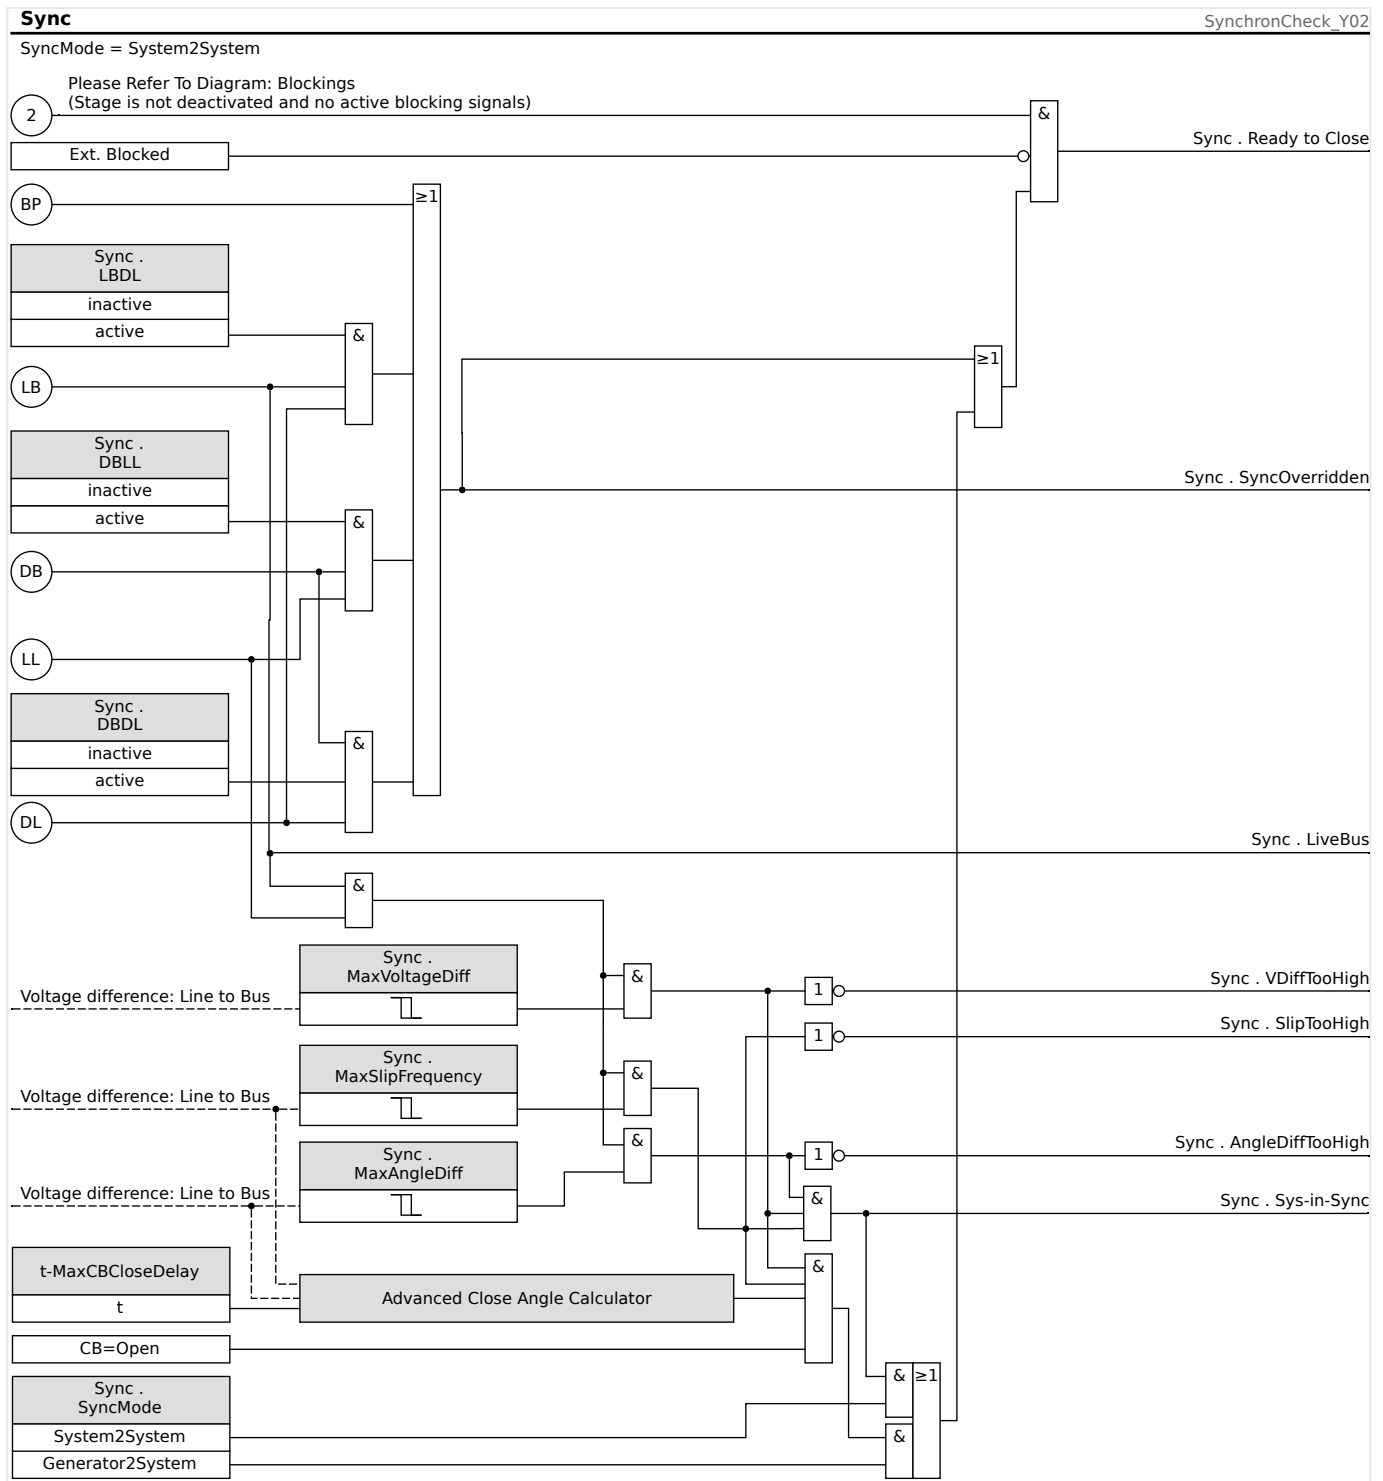 Sync
SynchronCheck_Y02
SyncMode = System2System
Please Refer To Diagram: Blockings
(Stage is not deactivated and no active blocking signals)
2
&
Sync . Ready to Close
Ext. Blocked
BP
≥1
Sync .
LBDL
inactive
active
&
≥1
LB
Sync .
DBLL
inactive
active
&
Sync . SyncOverridden
DB
LL
Sync .
DBDL
inactive
active
&
DL
Sync . LiveBus
&
Sync .
MaxVoltageDiff
&
Voltage difference: Line to Bus
1
Sync . VDiffTooHigh
1
Sync . SlipTooHigh
Sync .
MaxSlipFrequency
&
Voltage difference: Line to Bus
Sync .
MaxAngleDiff
&
1
Sync . AngleDiffTooHigh
Voltage difference: Line to Bus
&
Sync . Sys-in-Sync
t-MaxCBCloseDelay
t
Advanced Close Angle Calculator
&
CB=Open
Sync .
SyncMode
System2System
Generator2System
&
≥1
&